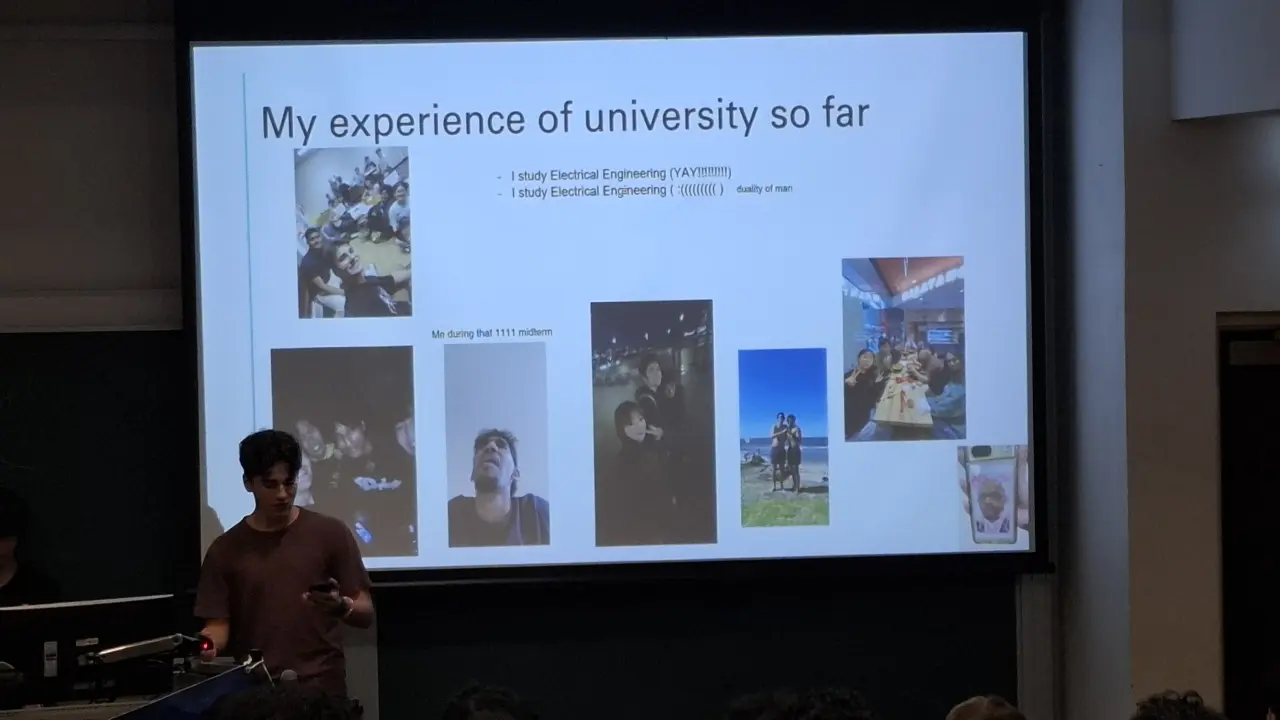 My experience of university so far
- I study Electrical Engineering (YAY!!!!!!!!!)
- I study Electrical Engineering ( :((((((((( ) duality of man
Me during that 1111 midterm